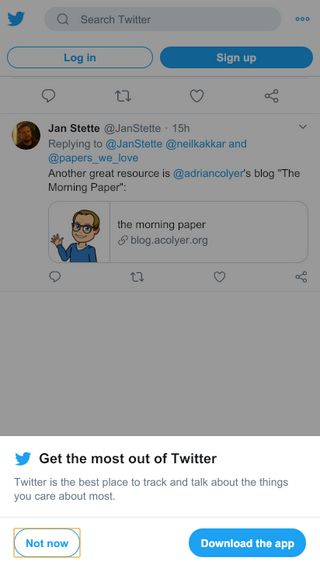 Search Twitter
Log in
Sign up
Jan Stette @JanStette · 15h
Replying to @JanStette @neilkakkar and
@papers_we_love
Another great resource is @adriancolyer's blog "The
Morning Paper":
the morning paper
blog.acolyer.org
Get the most out of Twitter
Twitter is the best place to track and talk about the things
you care about most.
Not now
Download the app